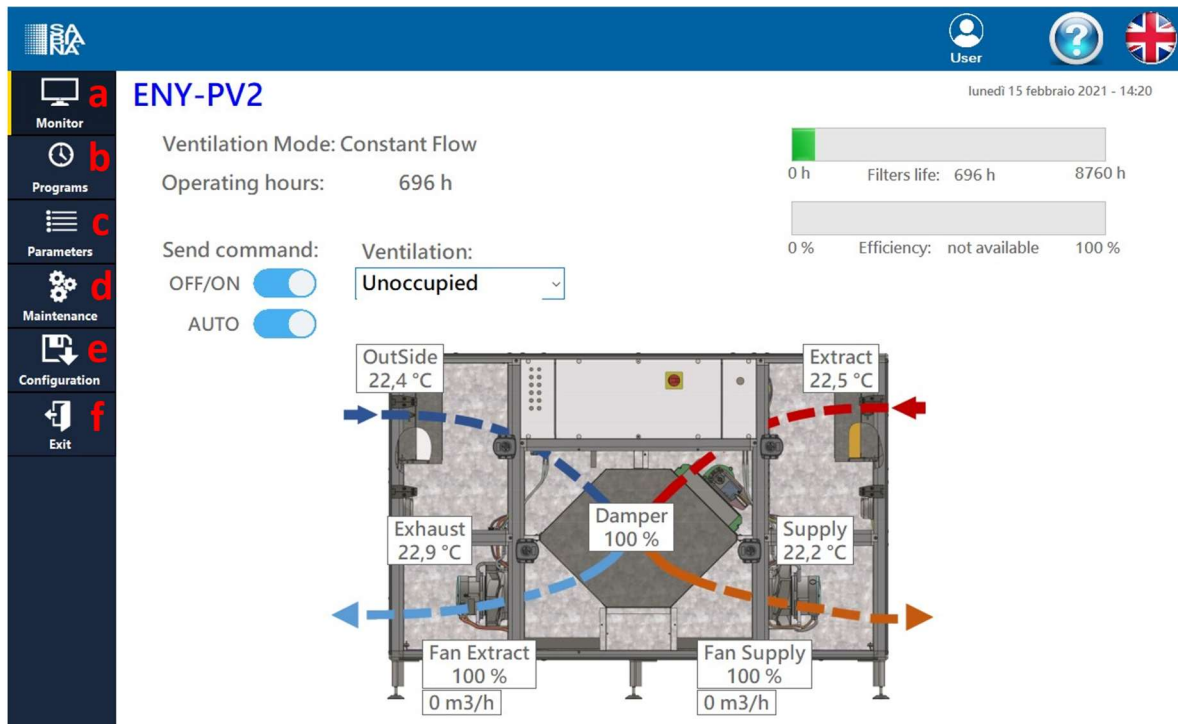 SABIANA
User
?
a
Monitor
b
Programs
c
Parameters
d
Maintenance
e
Configuration
f
Exit
ENY-PV2
lunedì 15 febbraio 2021 - 14:20
Ventilation Mode: Constant Flow
Operating hours: 696 h
0 h Filters life: 696 h 8760 h
0 % Efficiency: not available 100 %
Send command:
Ventilation:
OFF/ON
Unoccupied
AUTO
OutSide
22,4 °C
Extract
22,5 °C
Damper
100 %
Exhaust
22,9 °C
Supply
22,2 °C
Fan Extract
100 %
0 m3/h
Fan Supply
100 %
0 m3/h